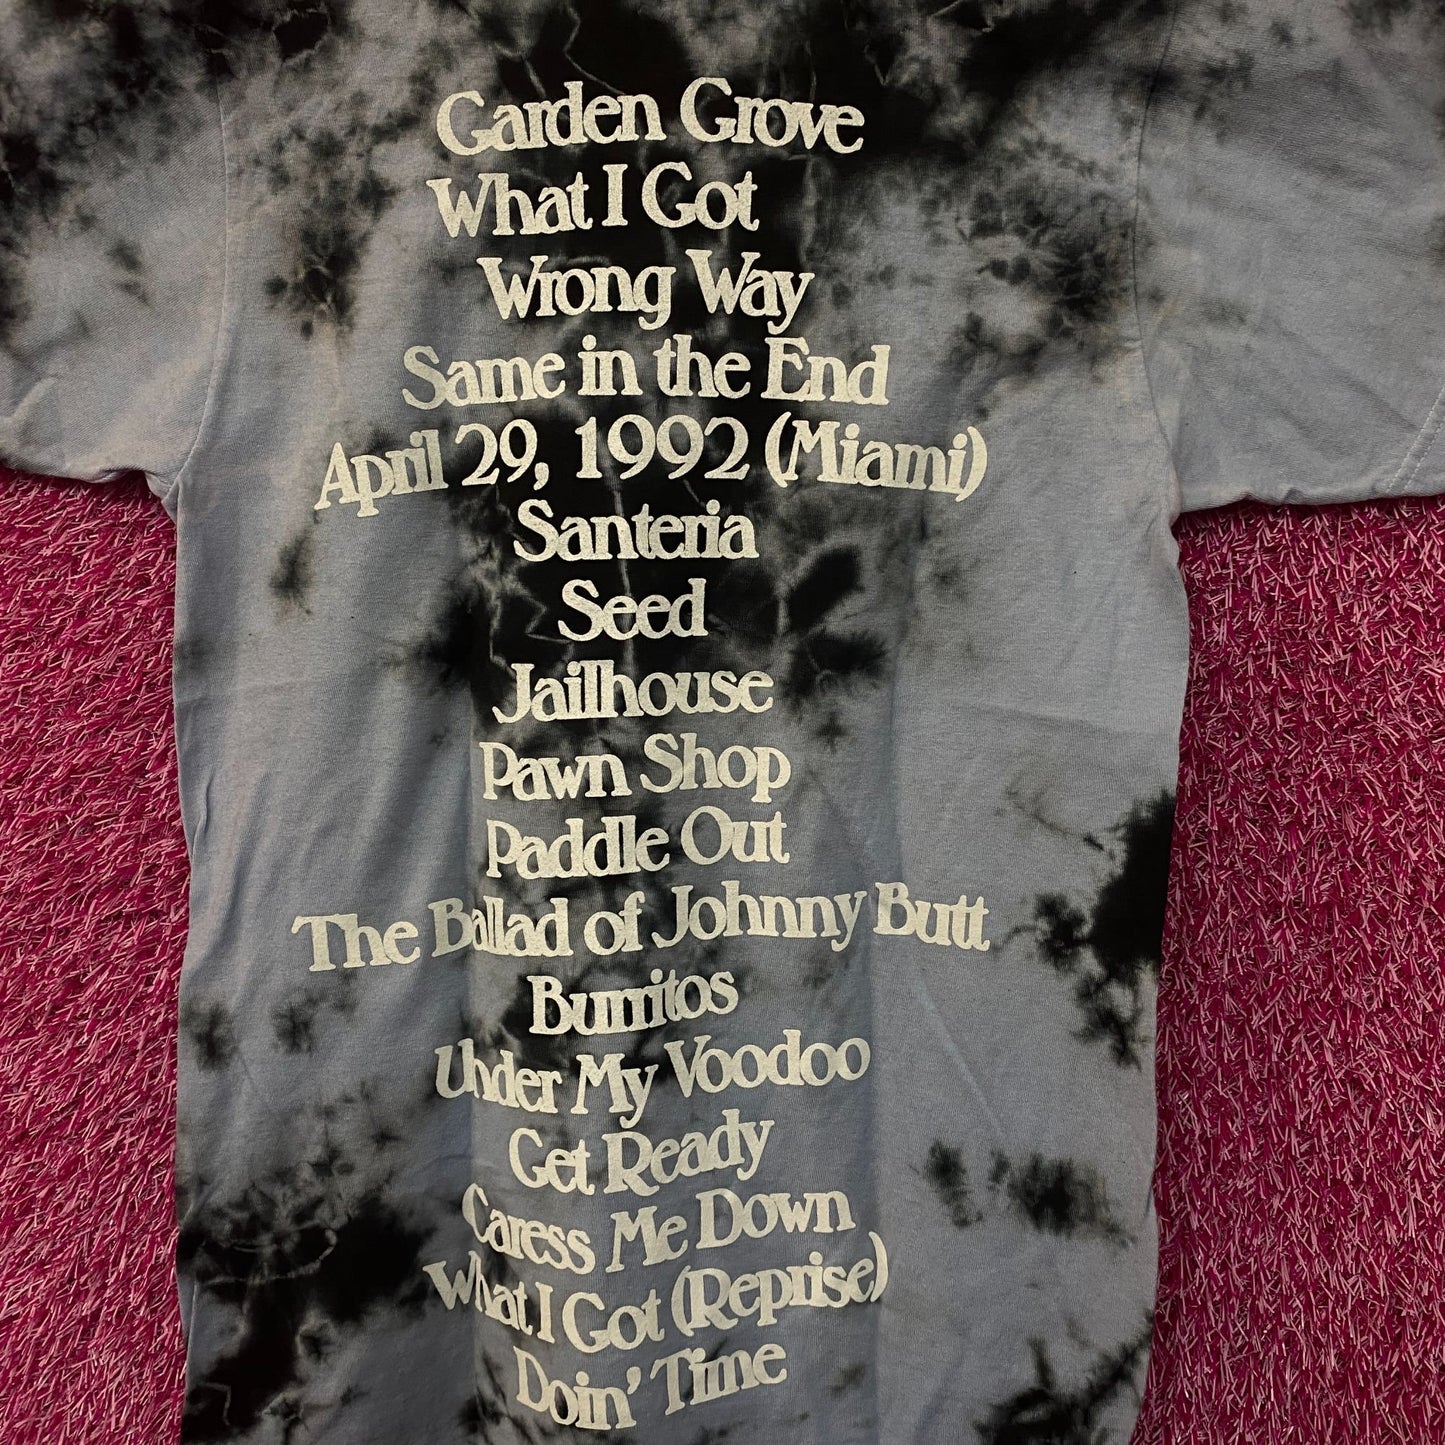 Garden Grove
What I Got
Wrong Way
Same in the End
April 29, 1992 (Miami)
Santeria
Seed
Jailhouse
Pawn Shop
Paddle Out
The Ballad of Johnny Butt
Burritos
Under My Voodoo
Get Ready
Caress Me Down
What I Got (Reprise)
Doin' Time